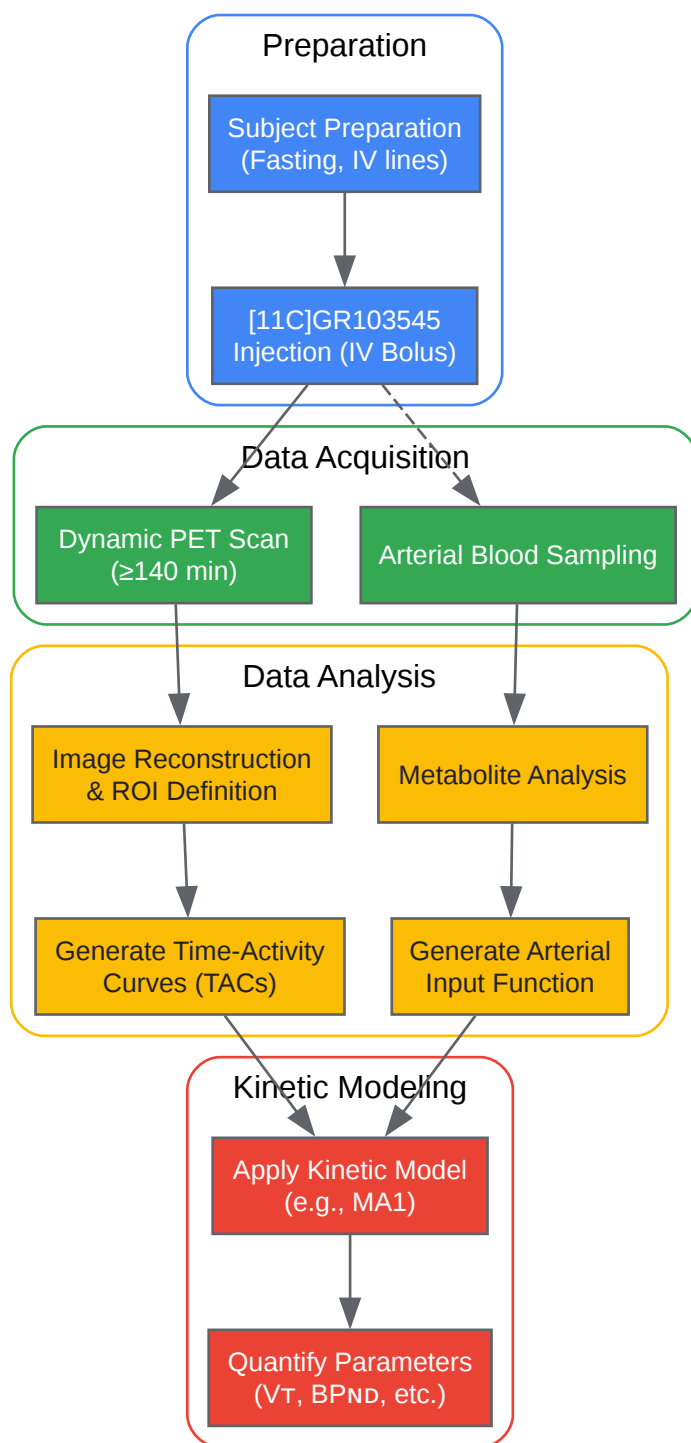 Preparation
Subject Preparation
(Fasting, IV lines)
[11C]GR103545
Injection (IV Bolus)
Data Acquisition
Dynamic PET Scan
(≥140 min)
Arterial Blood Sampling
Data Analysis
Image Reconstruction
& ROI Definition
Metabolite Analysis
Generate Time-Activity
Curves (TACs)
Generate Arterial
Input Function
Kinetic Modeling
Apply Kinetic Model
(e.g., MA1)
Quantify Parameters
(Vᴛ, BPɴᴅ, etc.)